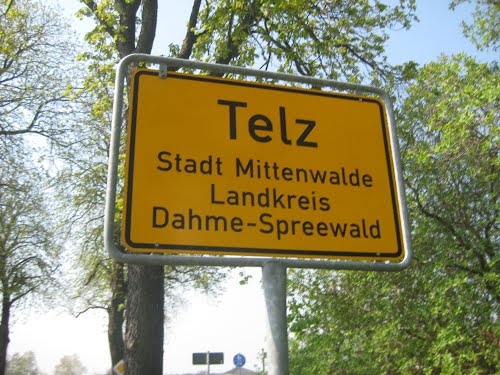 Telz
Stadt Mittenwalde
Landkreis
Dahme-Spreewald